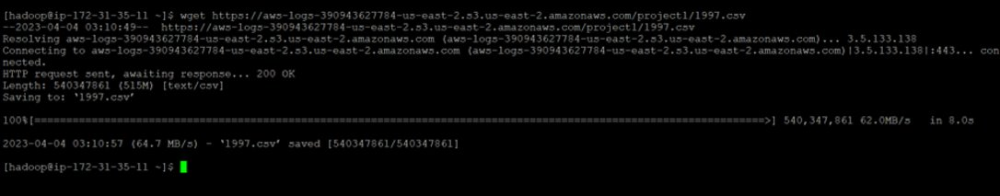 [hadoop@ip-172-31-35-11 ~]$ wget https://aws-logs-390943627784-us-east-2.s3.us-east-2.amazonaws.com/project1/1997.csv
--2023-04-04 03:10:49--  https://aws-logs-390943627784-us-east-2.s3.us-east-2.amazonaws.com/project1/1997.csv
Resolving aws-logs-390943627784-us-east-2.s3.us-east-2.amazonaws.com (aws-logs-390943627784-us-east-2.s3.us-east-2.amazonaws.com)... 3.5.133.138
Connecting to aws-logs-390943627784-us-east-2.s3.us-east-2.amazonaws.com (aws-logs-390943627784-us-east-2.s3.us-east-2.amazonaws.com)|3.5.133.138|:443... con
nected.
HTTP request sent, awaiting response... 200 OK
Length: 540347861 (515M) [text/csv]
Saving to: ‘1997.csv’
100%[===================================================================================================================>] 540,347,861 62.0MB/s   in 8.0s
2023-04-04 03:10:57 (64.7 MB/s) - ‘1997.csv’ saved [540347861/540347861]
[hadoop@ip-172-31-35-11 ~]$